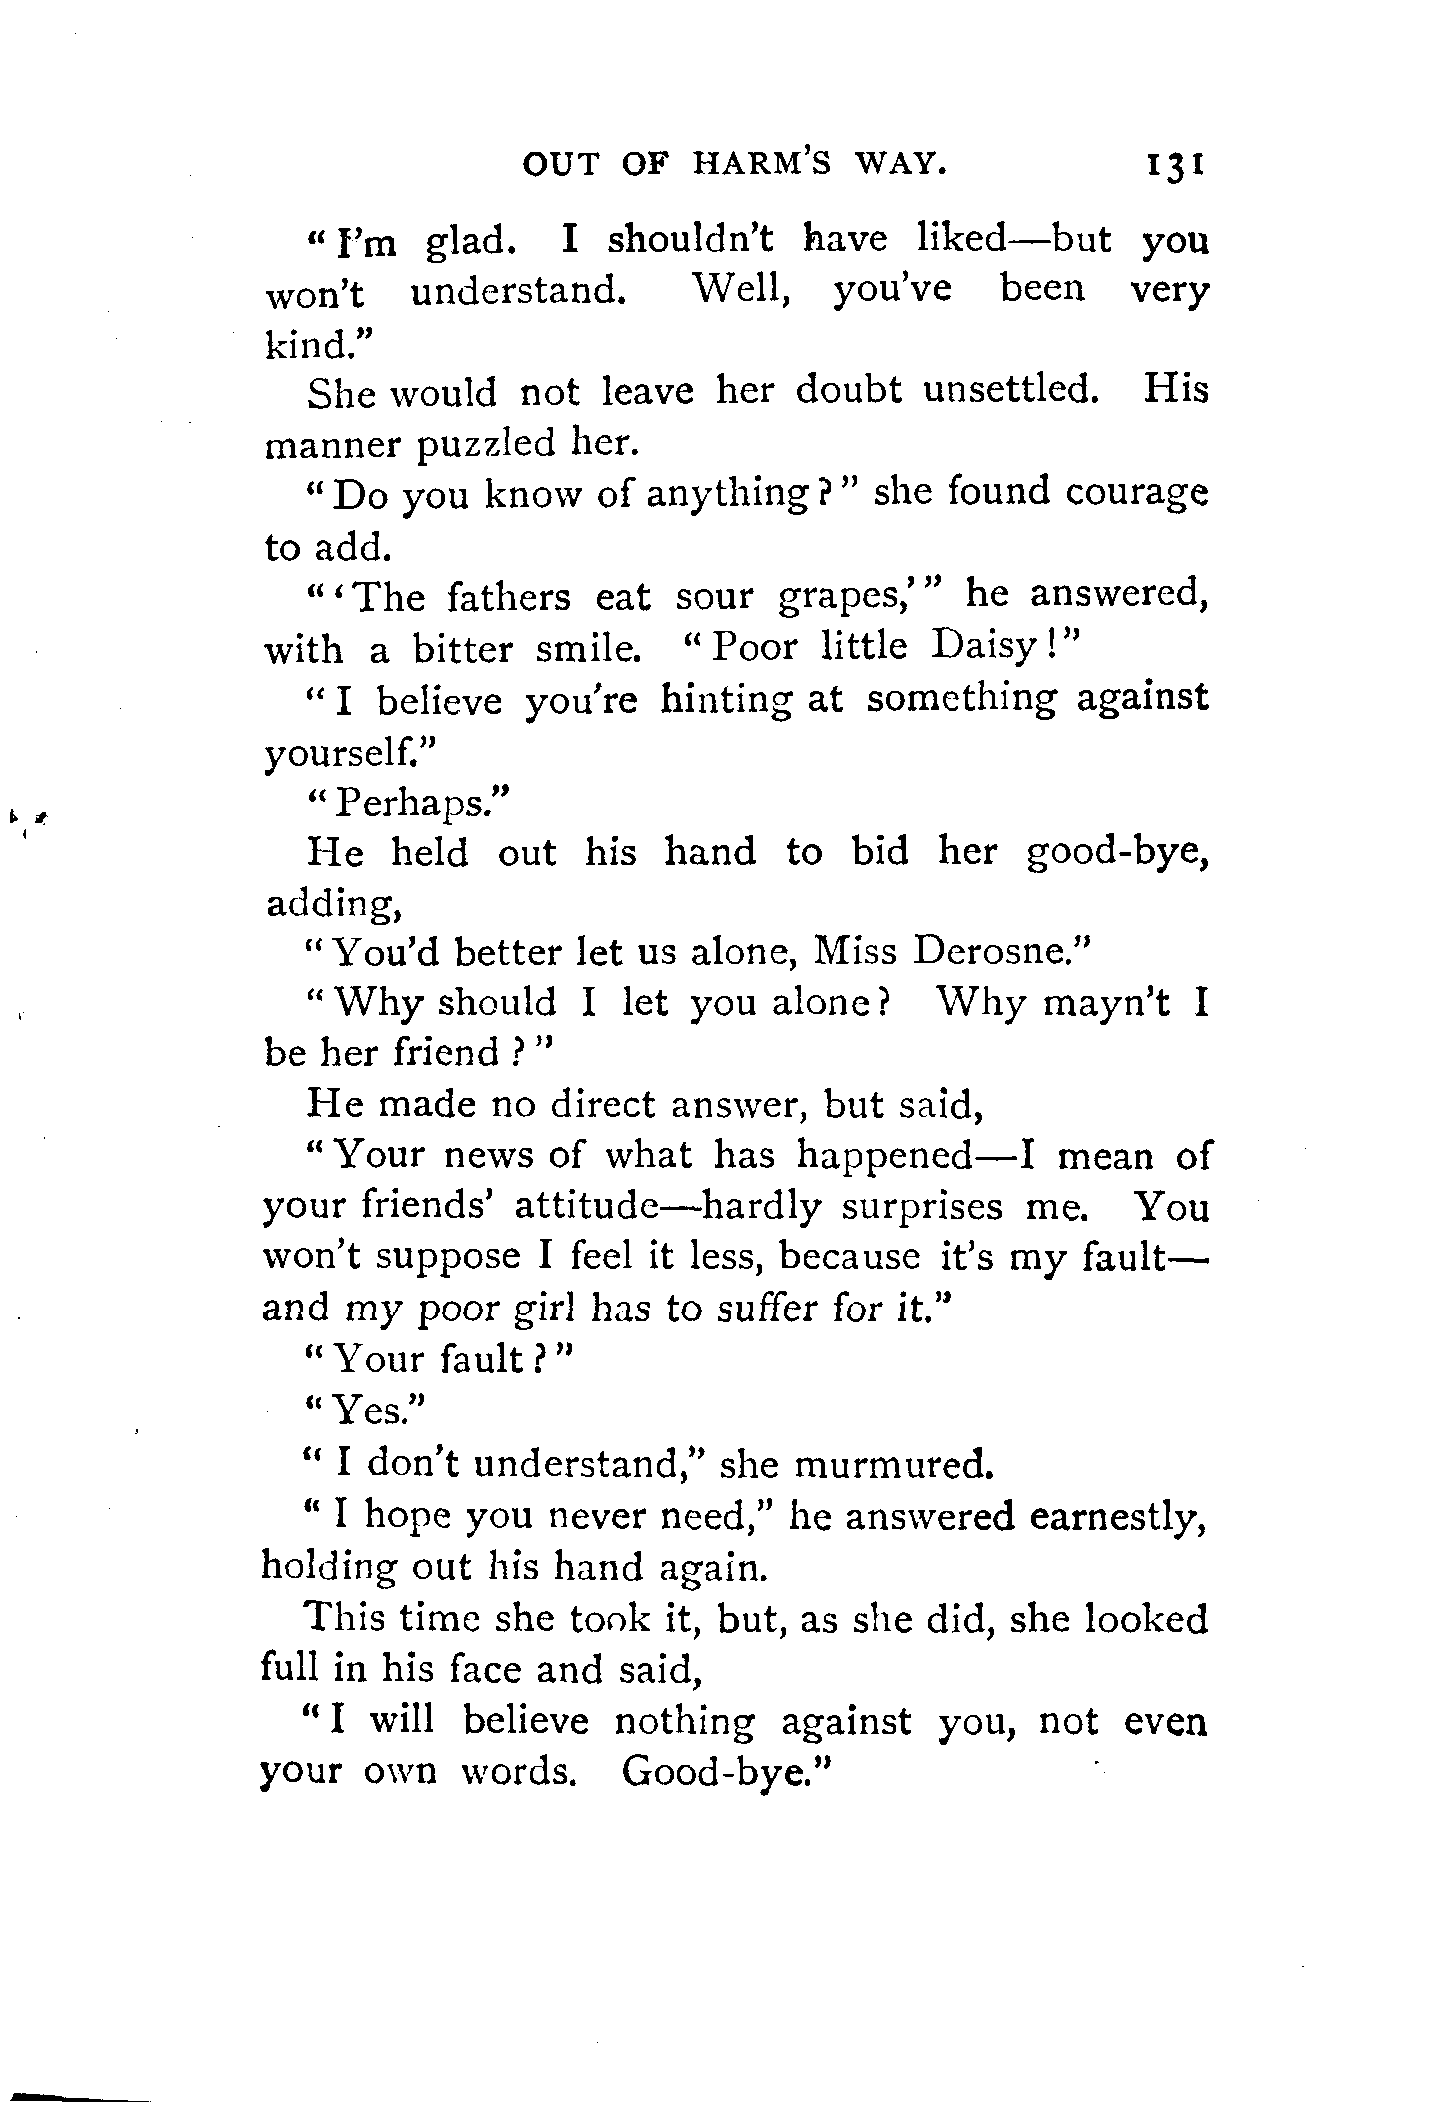 OUT OF HARM'S WAY. 131
"I'm glad. I shouldn't have liked—but you
won't understand. Well, you've been very
kind."
She would not leave her doubt unsettled. His
manner puzzled her.
"Do you know of anything?" she found courage
to add.
"'The fathers eat sour grapes,'" he answered,
with a bitter smile. "Poor little Daisy!"
"I believe you're hinting at something against
yourself."
"Perhaps."
He held out his hand to bid her good-bye,
adding,
"You'd better let us alone, Miss Derosne."
"Why should I let you alone? Why mayn't I
be her friend?"
He made no direct answer, but said,
"Your news of what has happened—I mean of
your friends' attitude—hardly surprises me. You
won't suppose I feel it less, because it's my fault—
and my poor girl has to suffer for it."
"Your fault?"
"Yes."
"I don't understand," she murmured.
"I hope you never need," he answered earnestly,
holding out his hand again.
This time she took it, but, as she did, she looked
full in his face and said,
"I will believe nothing against you, not even
your own words. Good-bye."